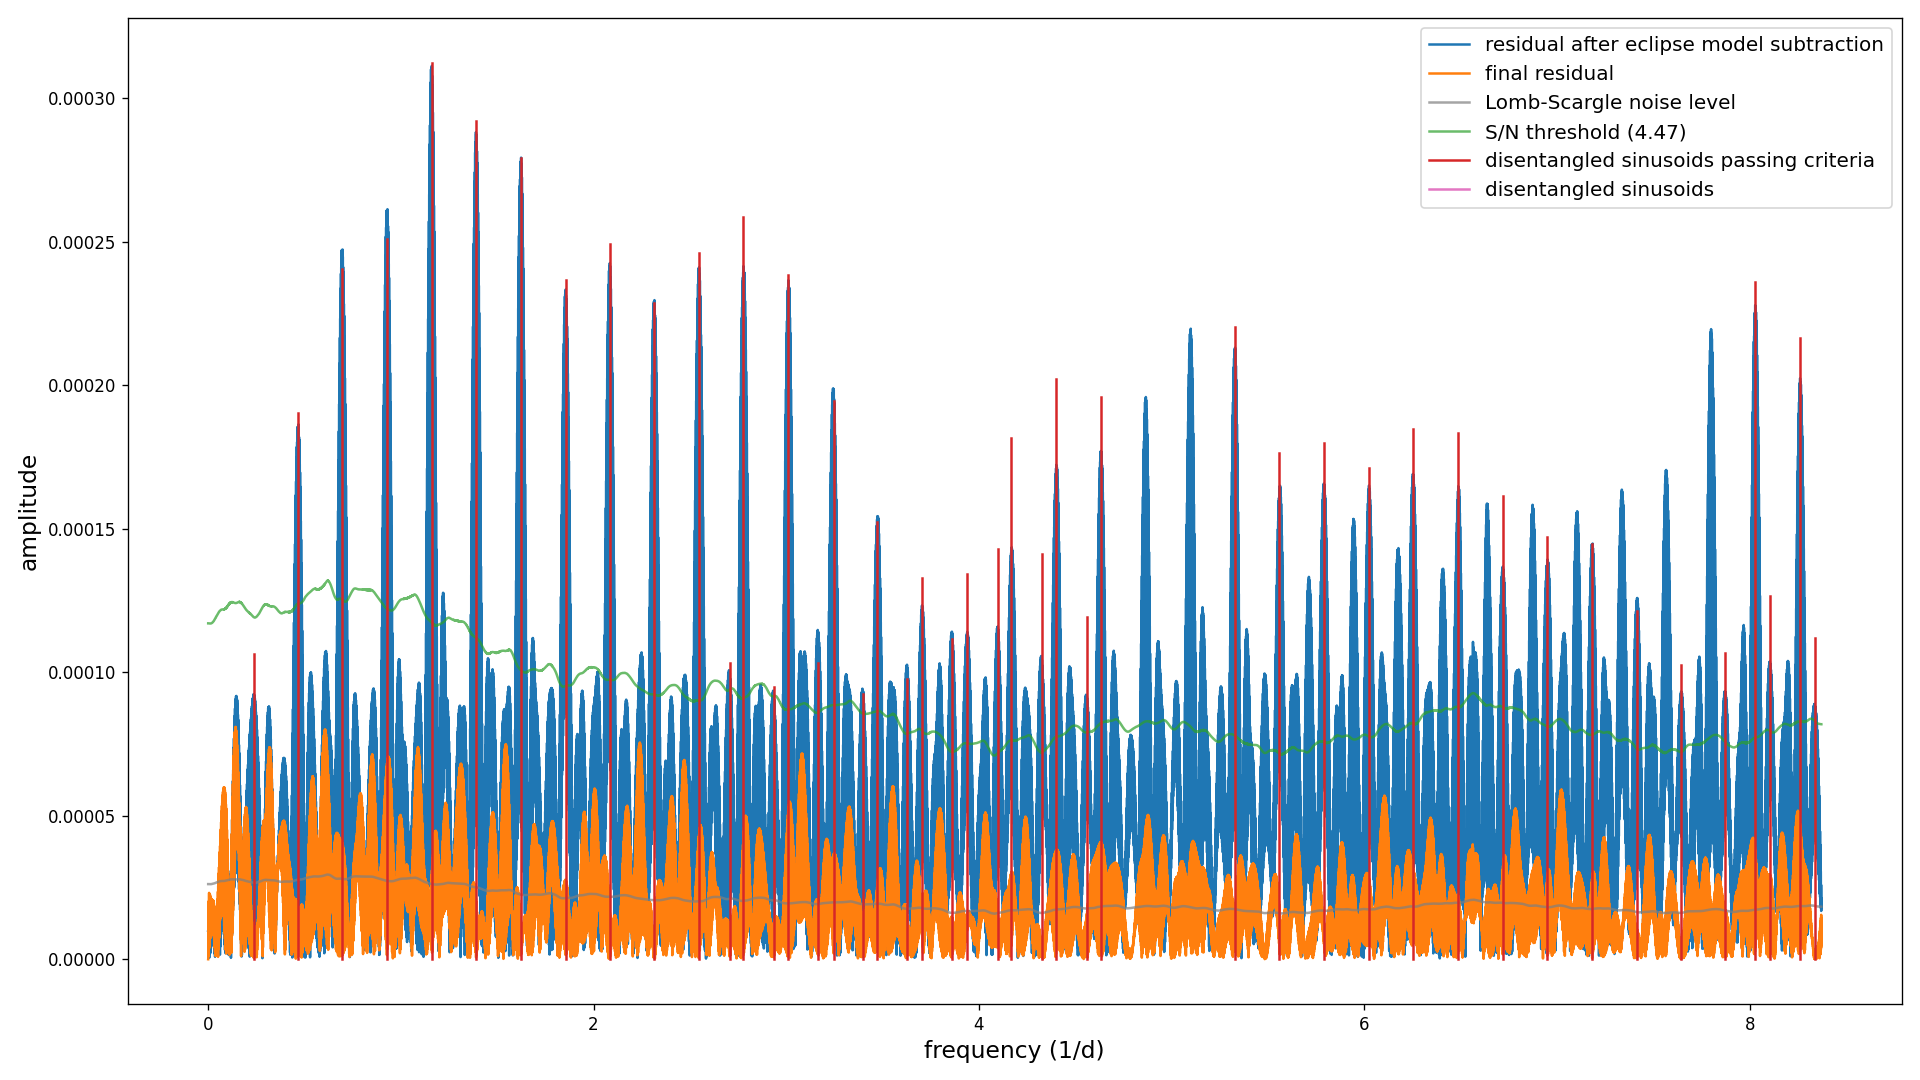 residual after eclipse model subtraction
final residual
Lomb-Scargle noise level
S/N threshold (4.47)
disentangled sinusoids passing criteria
disentangled sinusoids
0.00030
0.00025
0.00020
0.00015
0.00010
0.00005
0.00000
amplitude
0 2 4 6 8
frequency (1/d)